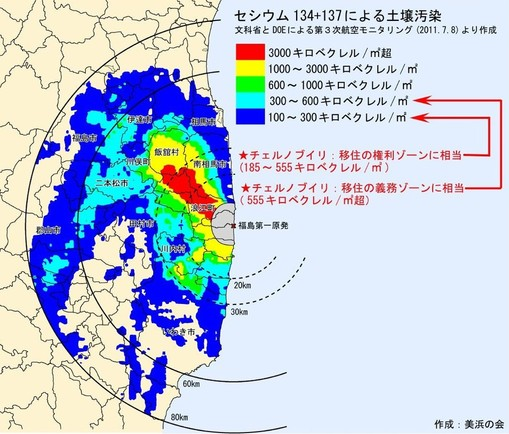 セシウム 134+137による土壌汚染
文科省とDOEによる第3次航空モニタリング(2011.7.8)より作成
3000キロベクレル/㎡超
1000〜3000キロベクレル/㎡
600〜1000キロベクレル/㎡
300〜600キロベクレル/㎡
100〜300キロベクレル/㎡
★チェルノブイリ:移住の権利ゾーンに相当
(185〜555キロベクレル/㎡)
★チェルノブイリ:移住の義務ゾーンに相当
(555キロベクレル/㎡超)
伊達市
相馬市
福島市
飯舘村
川俣町
南相馬市
二本松市
浪江町
田村市
福島第一原発
郡山市
川内村
20km
30km
いわき市
60km
80km
作成:美浜の会